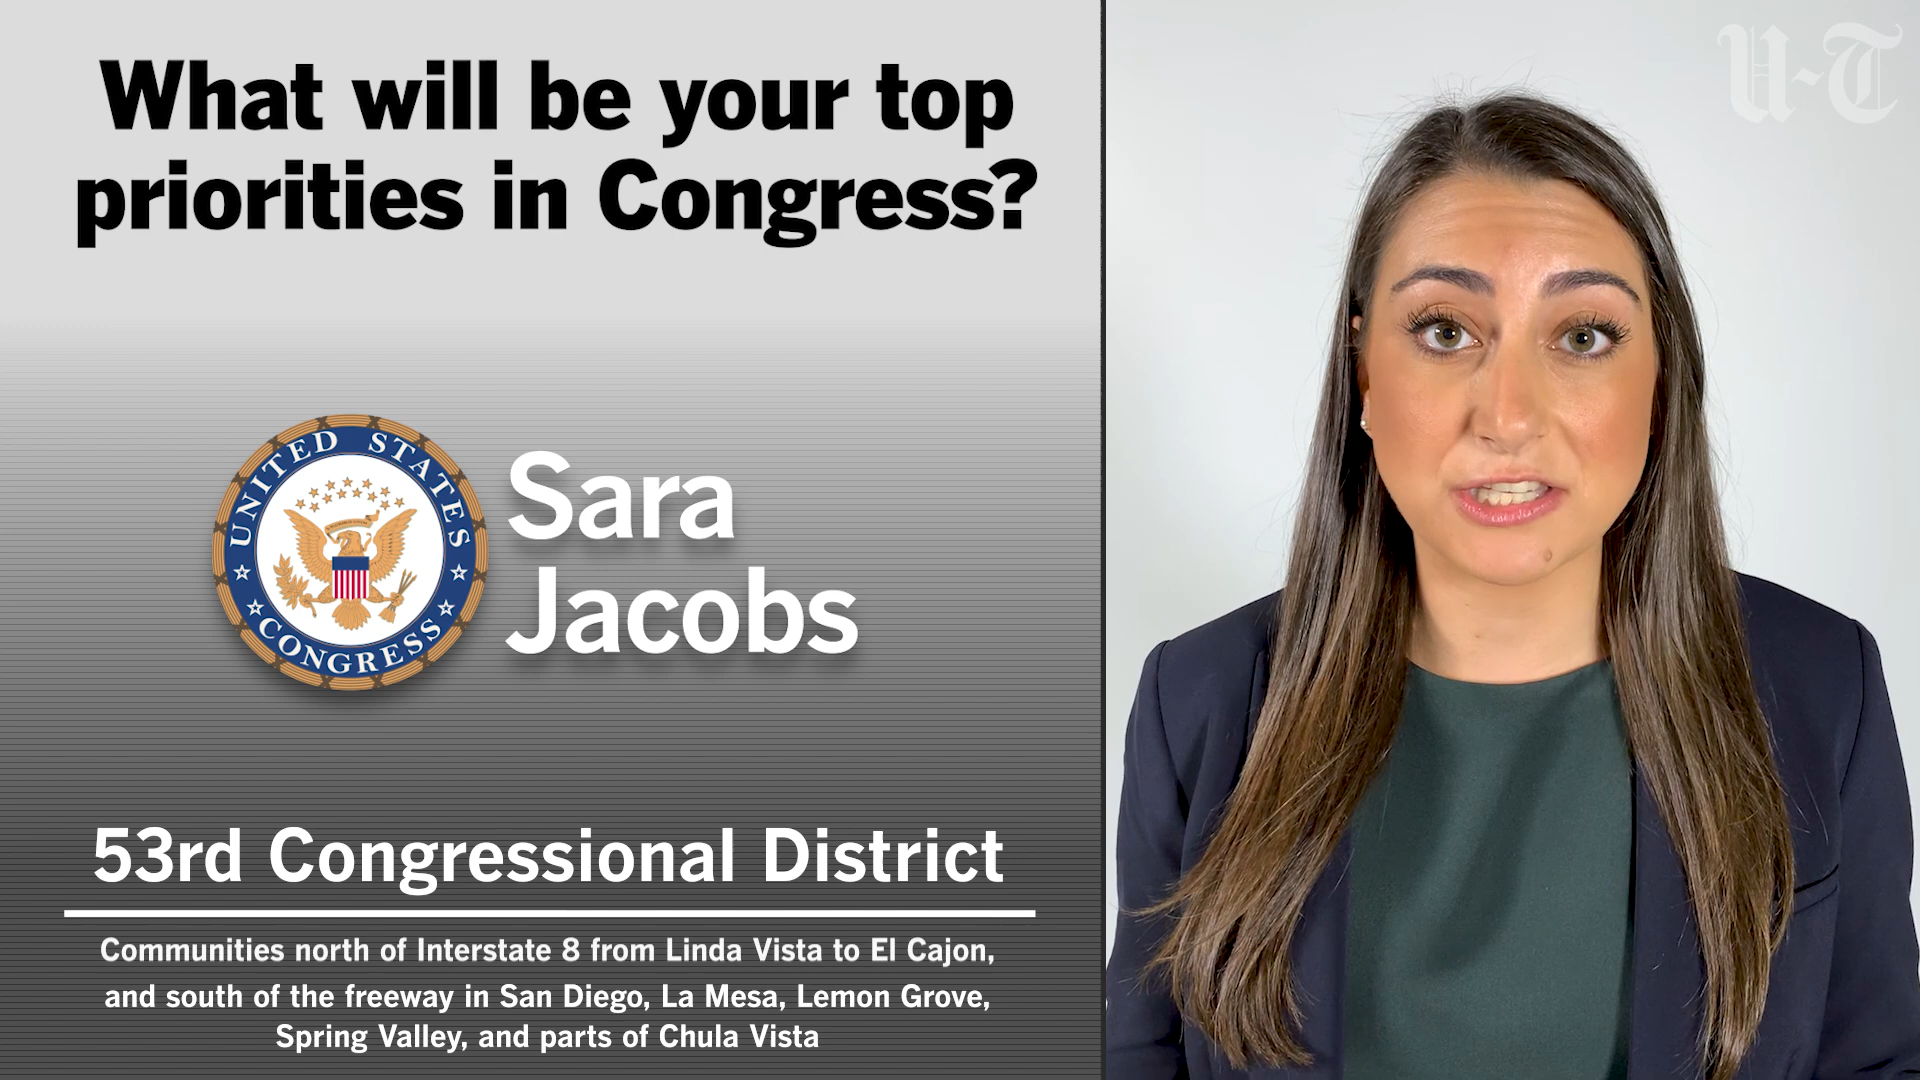 What will be your top
priorities in Congress?
U-T
UNITED STATES
CONGRESS
Sara
Jacobs
53rd Congressional District
Communities north of Interstate 8 from Linda Vista to El Cajon,
and south of the freeway in San Diego, La Mesa, Lemon Grove,
Spring Valley, and parts of Chula Vista